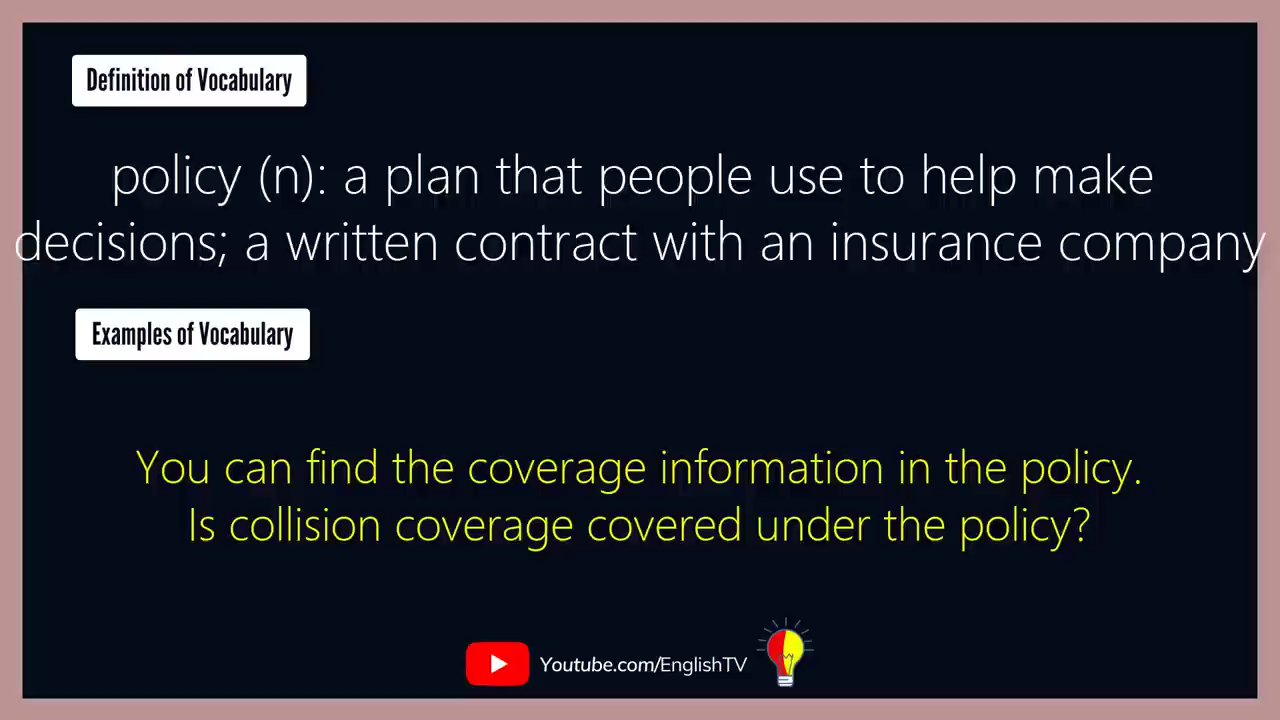 Definition of Vocabulary
policy (n): a plan that people use to help make
decisions; a written contract with an insurance company
Examples of Vocabulary
You can find the coverage information in the policy.
Is collision coverage covered under the policy?
Youtube.com/EnglishTV